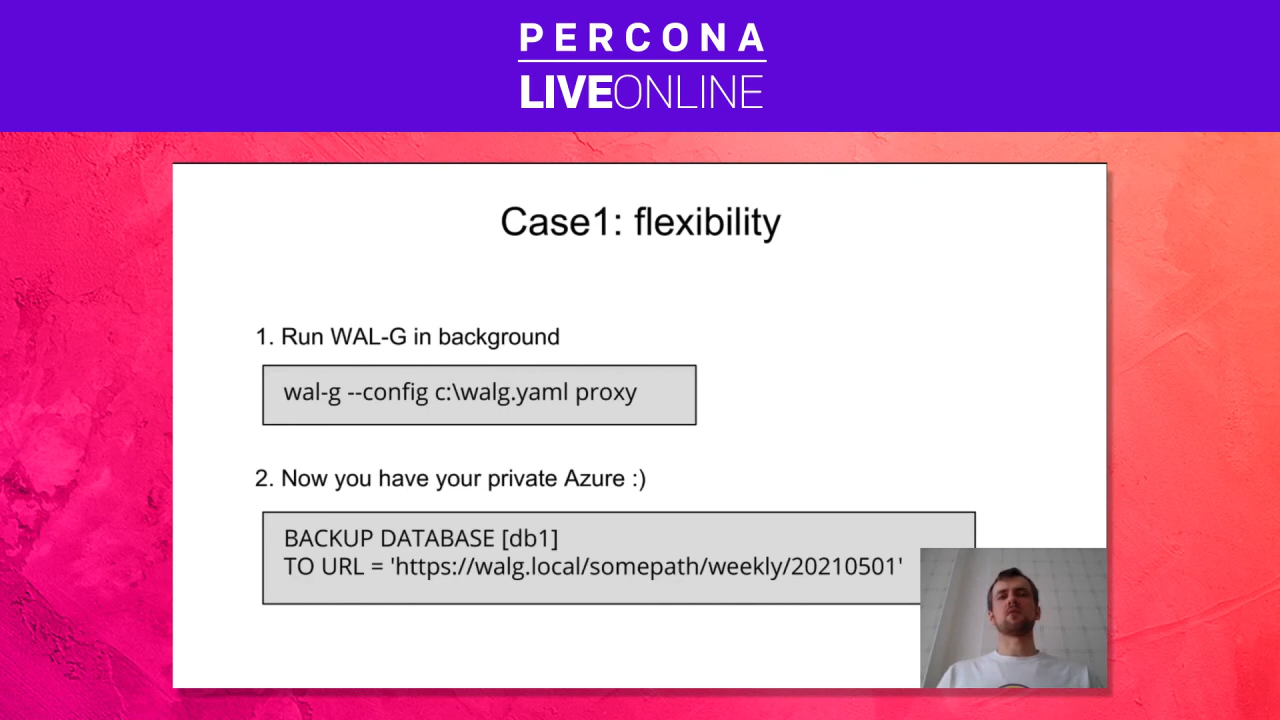 PERCONA
LIVEONLINE
Case1: flexibility
1. Run WAL-G in background
wal-g --config c:\walg.yaml proxy
2. Now you have your private Azure :)
BACKUP DATABASE [db1]
TO URL = 'https://walg.local/somepath/weekly/20210501'